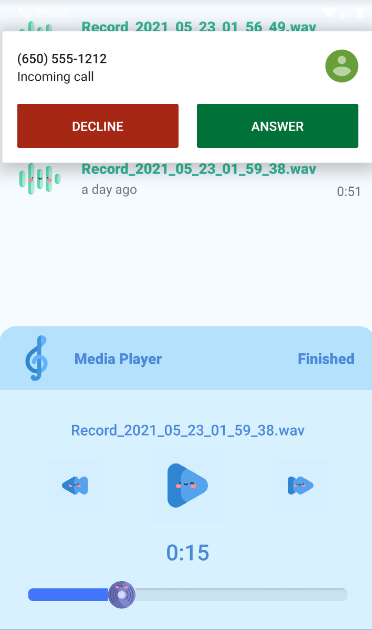 Record_2021_05_23_01_56_49.wav
(650) 555-1212
Incoming call
DECLINE
ANSWER
Record_2021_05_23_01_59_38.wav
a day ago
0:51
Media Player
Finished
Record_2021_05_23_01_59_38.wav
0:15